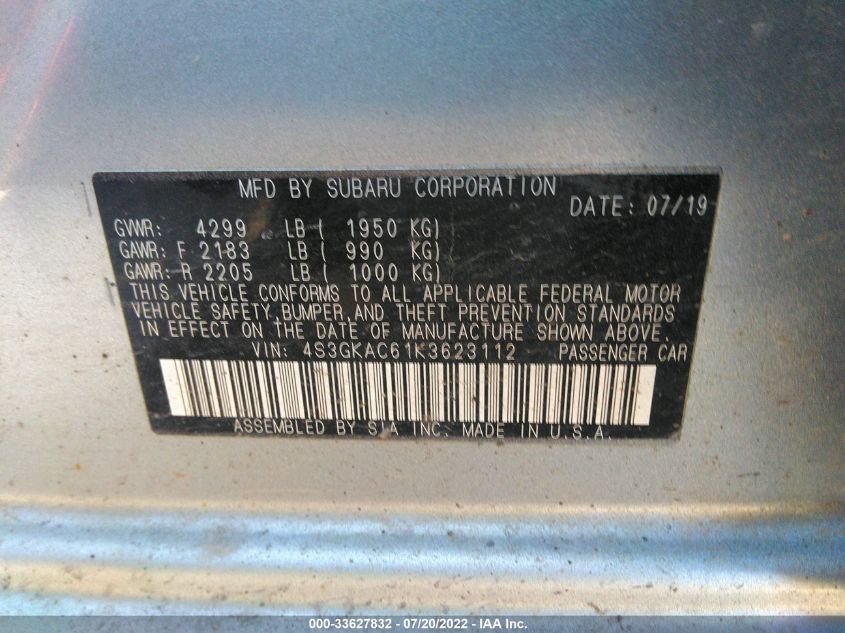 MFD BY SUBARU CORPORATION
DATE: 07/19
GVWR: 4299 LB ( 1950 KG)
GAWR: F 2183 LB ( 990 KG)
GAWR: R 2205 LB ( 1000 KG)
THIS VEHICLE CONFORMS TO ALL APPLICABLE FEDERAL MOTOR
VEHICLE SAFETY, BUMPER, AND THEFT PREVENTION STANDARDS
IN EFFECT ON THE DATE OF MANUFACTURE SHOWN ABOVE.
VIN: 4S3GKAC61K3623112 PASSENGER CAR
ASSEMBLED BY SIA INC. MADE IN U.S.A.
000-33627832 - 07/20/2022 - IAA Inc.